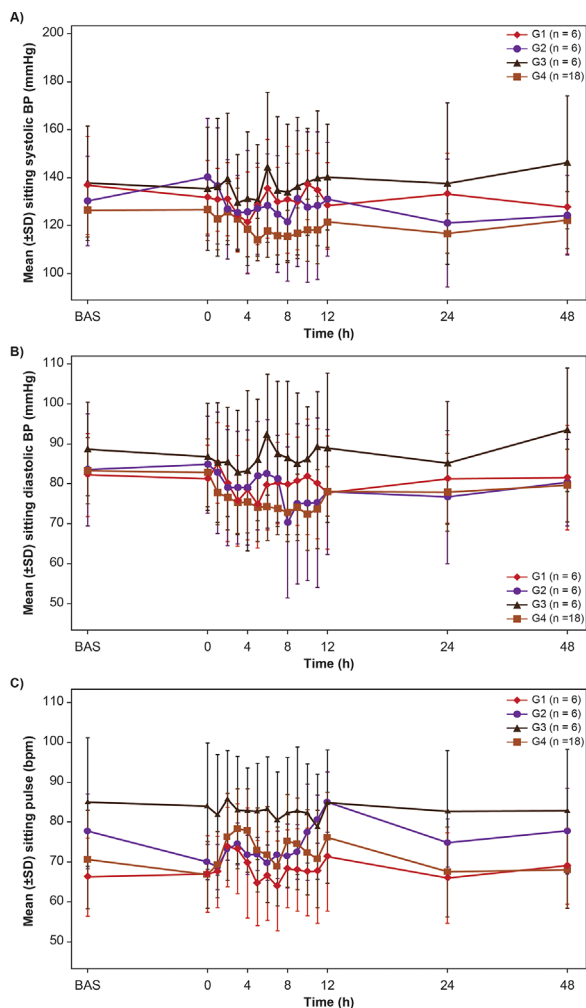 A)
Mean (±SD) sitting systolic BP (mmHg)
200
180
160
140
120
100
G1 (n = 6)
G2 (n = 6)
G3 (n = 6)
G4 (n =18)
BAS 0 4 8 12 24 48
Time (h)
B)
Mean (±SD) sitting diastolic BP (mmHg)
110
100
90
80
70
60
50
G1 (n = 6)
G2 (n = 6)
G3 (n = 6)
G4 (n =18)
BAS 0 4 8 12 24 48
Time (h)
C)
Mean (±SD) sitting pulse (bpm)
110
100
90
80
70
60
50
G1 (n = 6)
G2 (n = 6)
G3 (n = 6)
G4 (n =18)
BAS 0 4 8 12 24 48
Time (h)